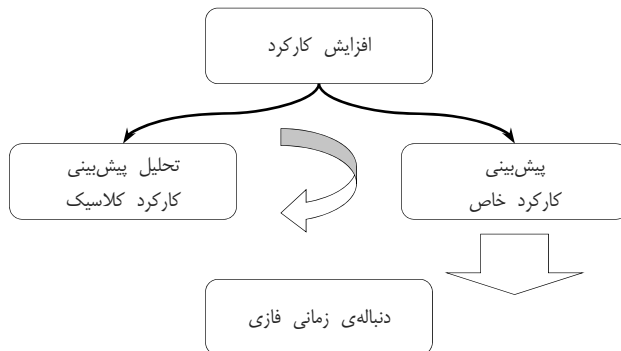 افزایش کارکرد
پیش‌بینی
کارکرد خاص
تحلیل پیش‌بینی
کارکرد کلاسیک
دنباله‌ی زمانی فازی